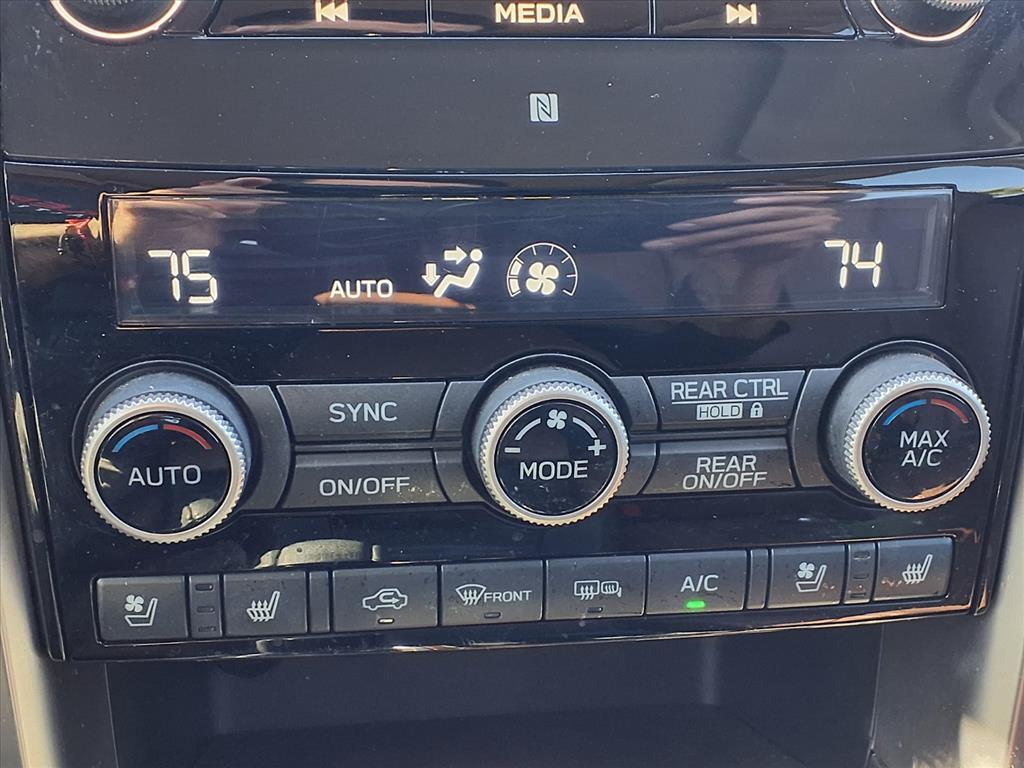 MEDIA
N
75
AUTO
74
SYNC
REAR CTRL
HOLD
AUTO
MODE
MAX
A/C
ON/OFF
REAR
ON/OFF
FRONT
A/C